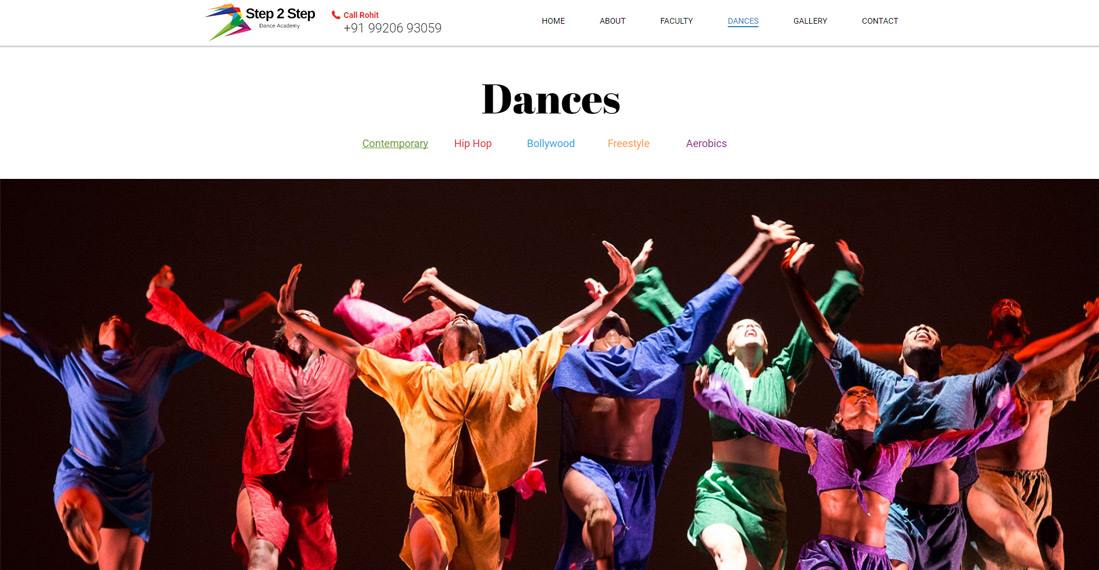 Step 2 Step
Dance Academy
Call Rohit
+91 99206 93059
HOME ABOUT FACULTY DANCES GALLERY CONTACT
Dances
Contemporary Hip Hop Bollywood Freestyle Aerobics